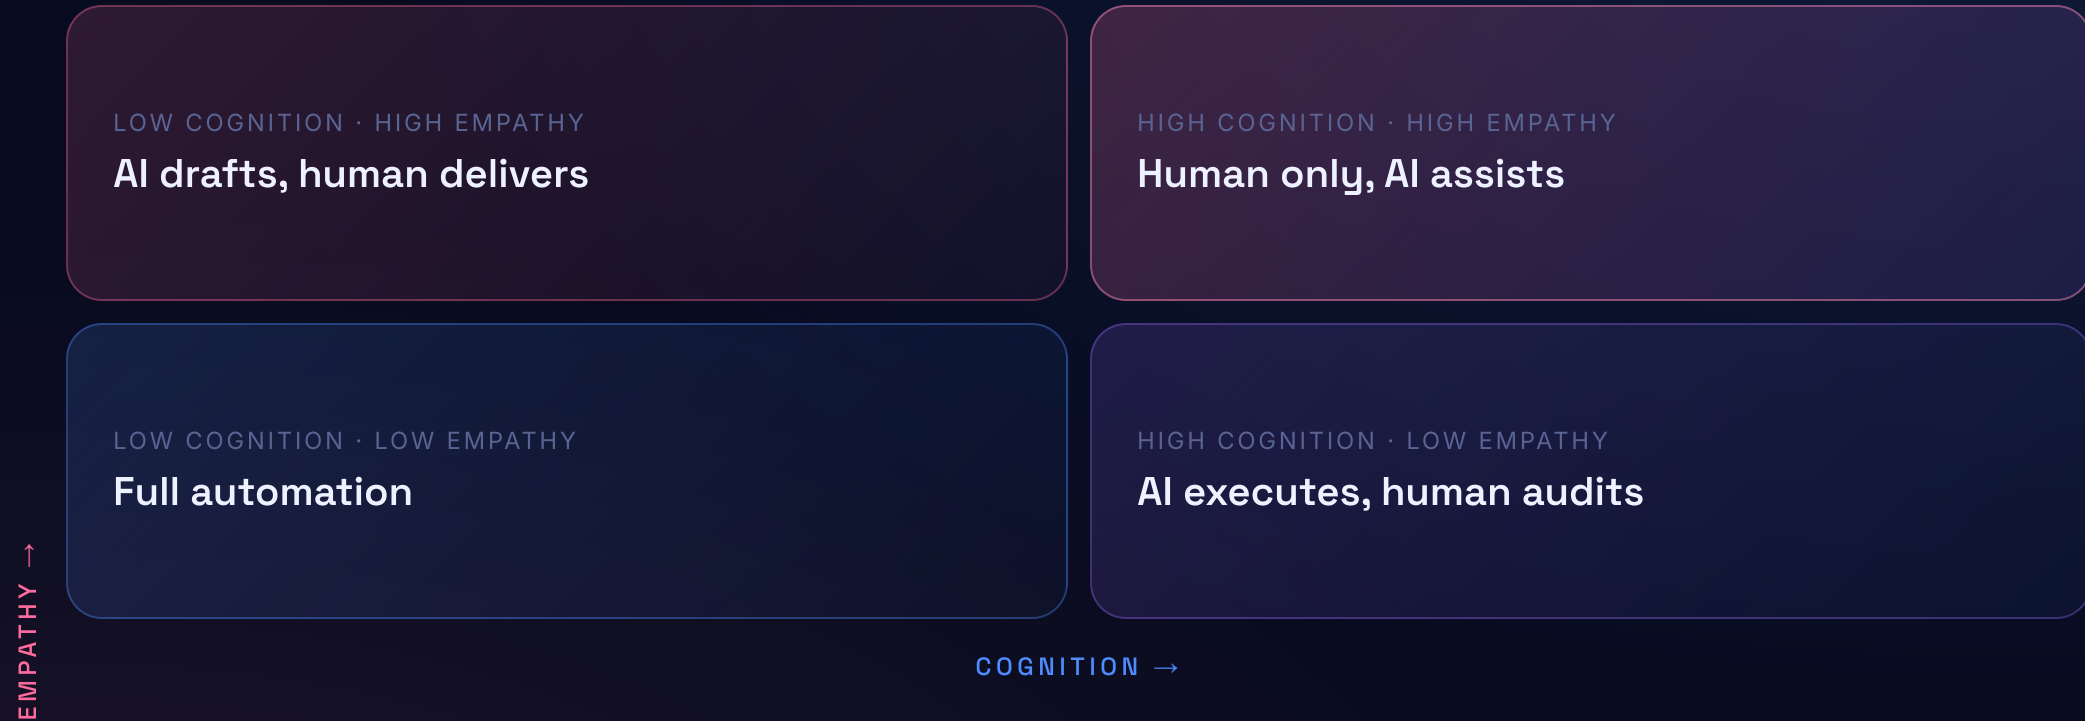 LOW COGNITION · HIGH EMPATHY
AI drafts, human delivers
HIGH COGNITION · HIGH EMPATHY
Human only, AI assists
LOW COGNITION · LOW EMPATHY
Full automation
HIGH COGNITION · LOW EMPATHY
AI executes, human audits
EMPATHY →
COGNITION →